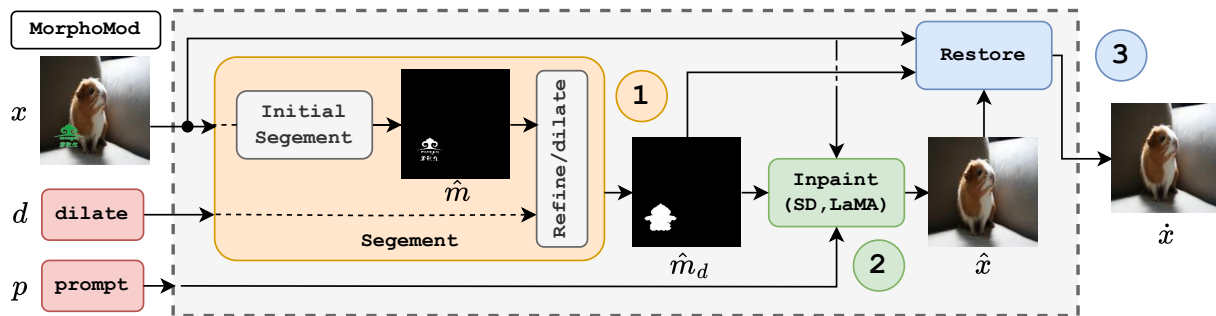 MorphoMod
x
d
dilate
p
prompt
Initial
Segement
m̂
Refine/dilate
Segement
1
m̂_d
Inpaint
(SD,LaMA)
2
x̂
Restore
3
ẋ